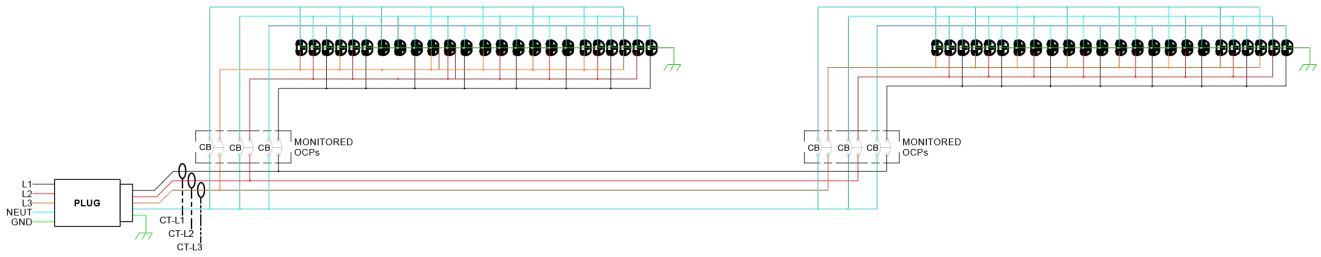 CB CB CB MONITORED
OCPs
CB CB CB MONITORED
OCPs
L1
L2
L3
NEUT
GND
PLUG
CT-L1
CT-L2
CT-L3